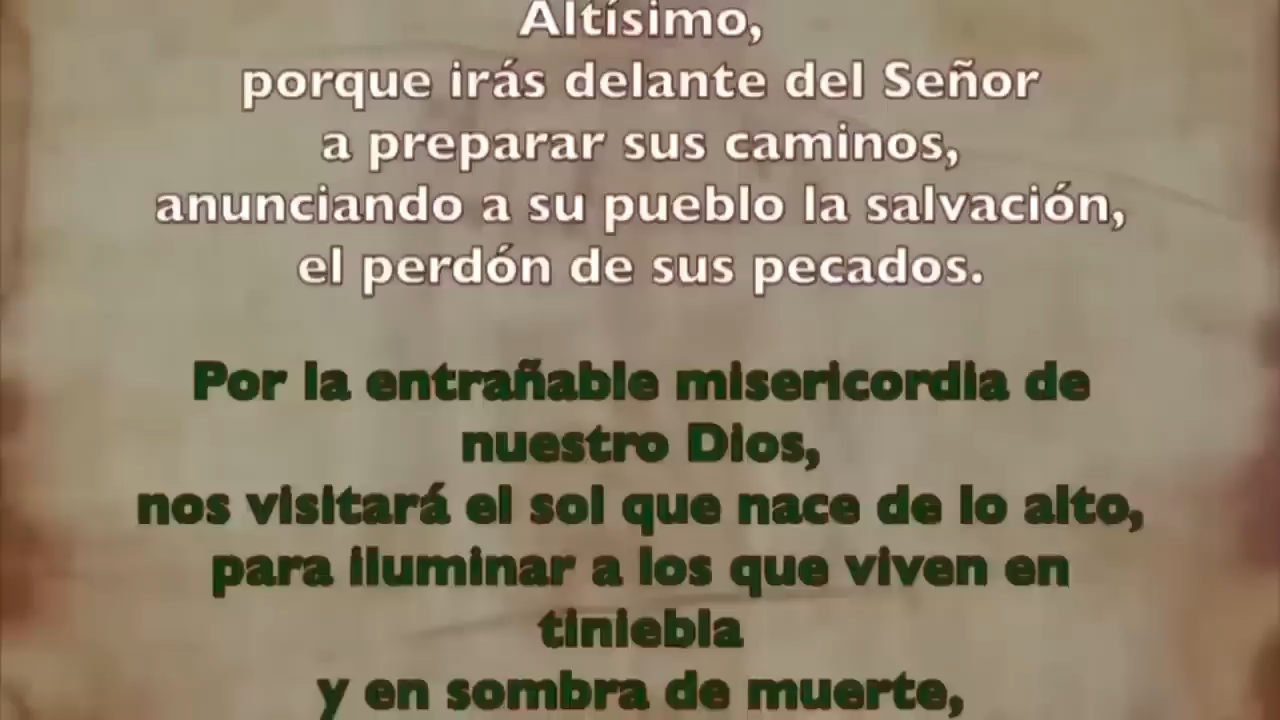 Altísimo,
porque irás delante del Señor
a preparar sus caminos,
anunciando a su pueblo la salvación,
el perdón de sus pecados.
Por la entrañable misericordia de
nuestro Dios,
nos visitará el sol que nace de lo alto,
para iluminar a los que viven en
tiniebla
y en sombra de muerte,